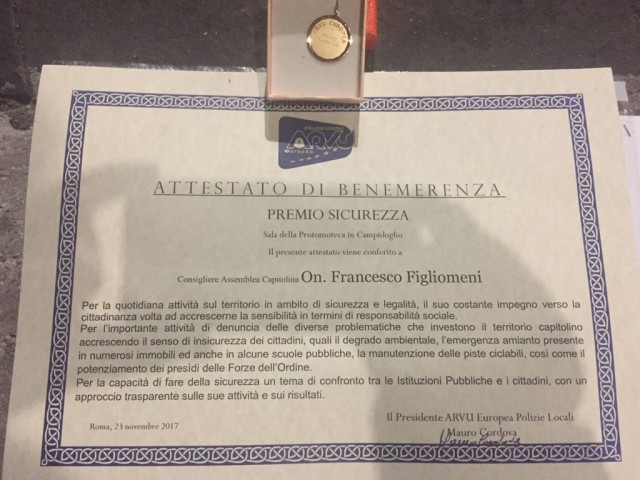 ARVU EUROPEA
POLIZIE LOCALI
ARVU
EUROPEA
ATTESTATO DI BENEMERENZA
PREMIO SICUREZZA
Sala della Protomoteca in Campidoglio
Il presente attestato viene conferito a
Consigliere Assemblea Capitolina On. Francesco Figliomeni
Per la quotidiana attività sul territorio in ambito di sicurezza e legalità, il suo costante impegno verso la
cittadinanza volta ad accrescerne la sensibilità in termini di responsabilità sociale.
Per l'importante attività di denuncia delle diverse problematiche che investono il territorio capitolino
accrescendo il senso di insicurezza dei cittadini, quali il degrado ambientale, l'emergenza amianto presente
in numerosi immobili ed anche in alcune scuole pubbliche, la manutenzione delle piste ciclabili, così come il
potenziamento dei presìdi delle Forze dell'Ordine.
Per la capacità di fare della sicurezza un tema di confronto tra le Istituzioni Pubbliche e i cittadini, con un
approccio trasparente sulle sue attività e sui risultati.
Il Presidente ARVU Europea Polizie Locali
Roma, 23 novembre 2017
Mauro Cordova